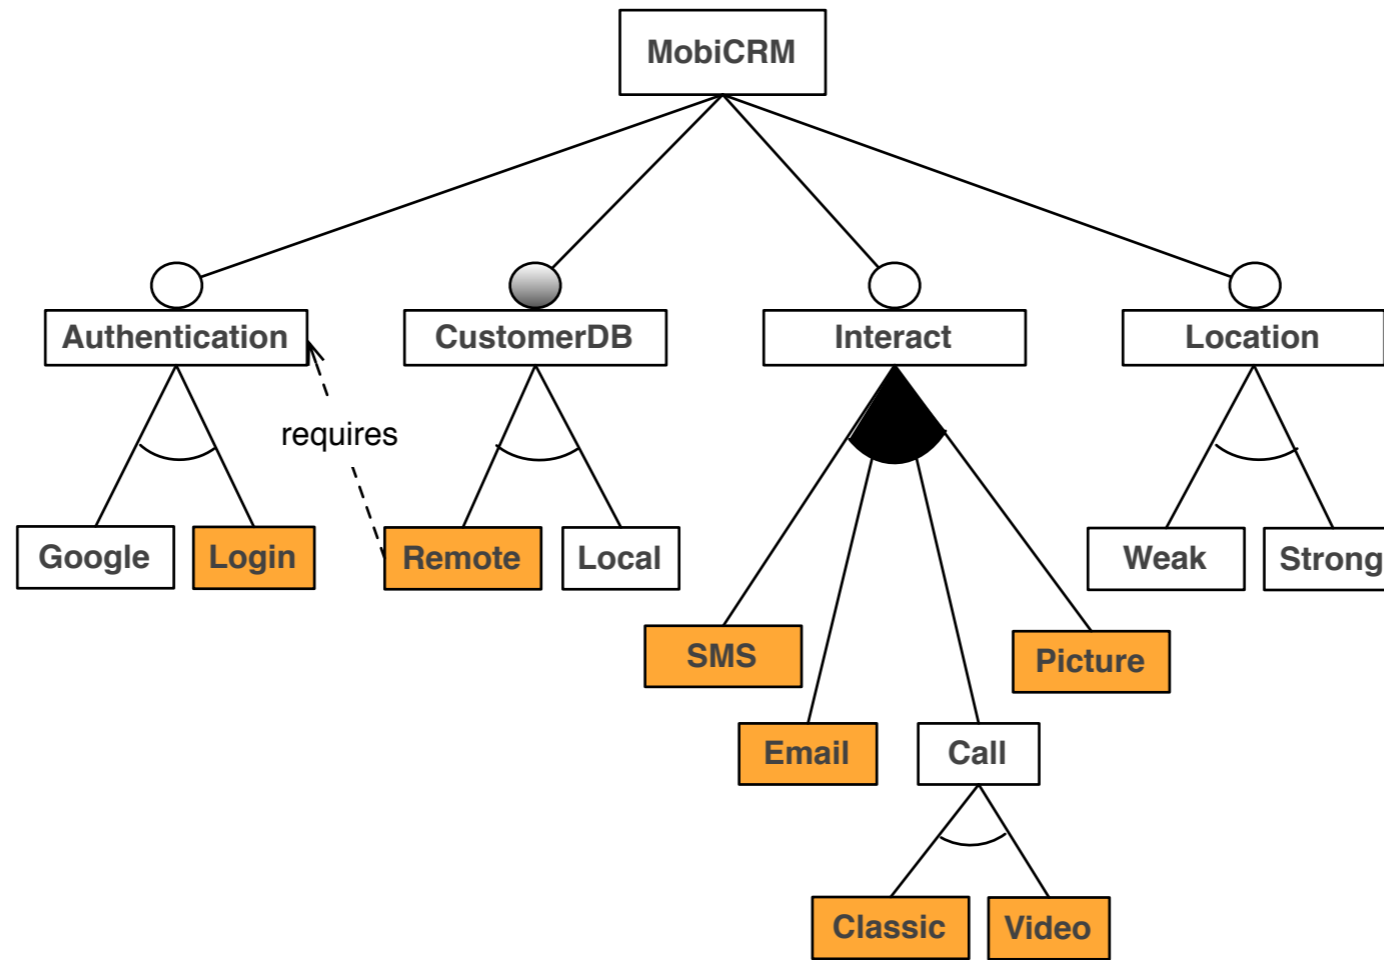 MobiCRM
Authentication
CustomerDB
Interact
Location
requires
Google
Login
Remote
Local
Weak
Strong
SMS
Picture
Email
Call
Classic
Video